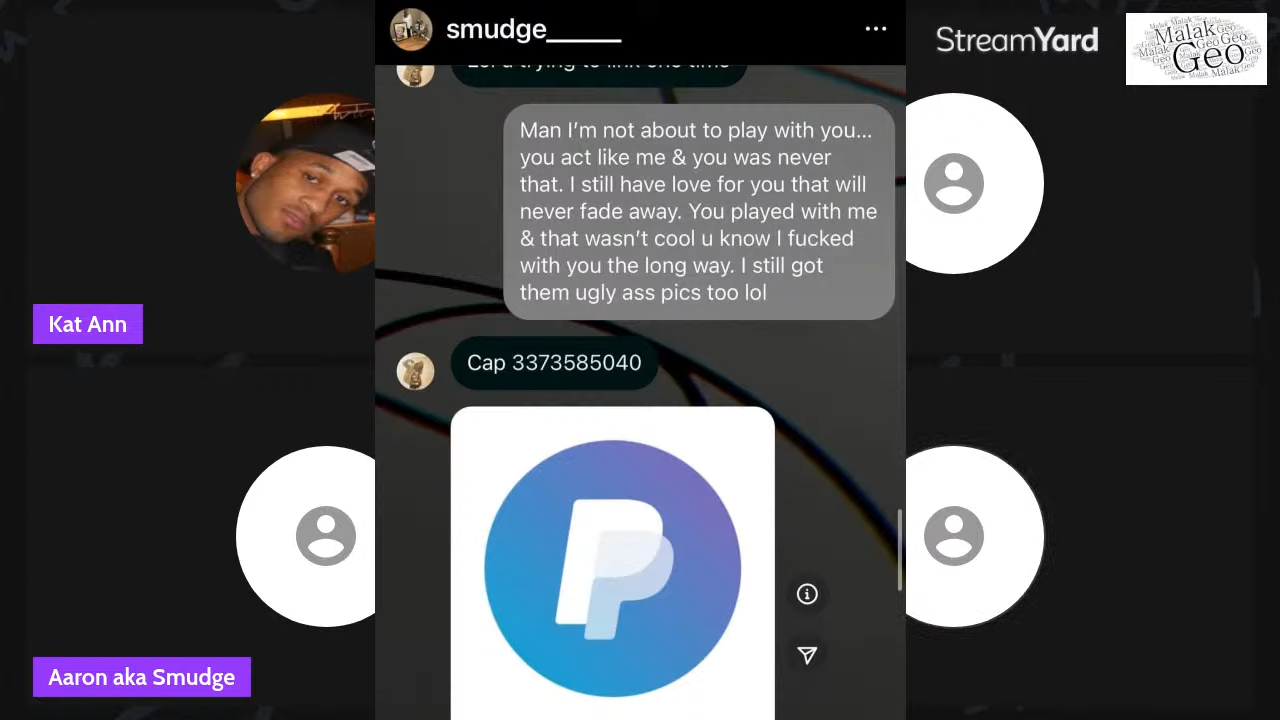 smudge______
StreamYard
Malak
Geo
Man I'm not about to play with you...
you act like me & you was never
that. I still have love for you that will
never fade away. You played with me
& that wasn't cool u know I fucked
with you the long way. I still got
them ugly ass pics too lol
Kat Ann
Cap 3373585040
Aaron aka Smudge